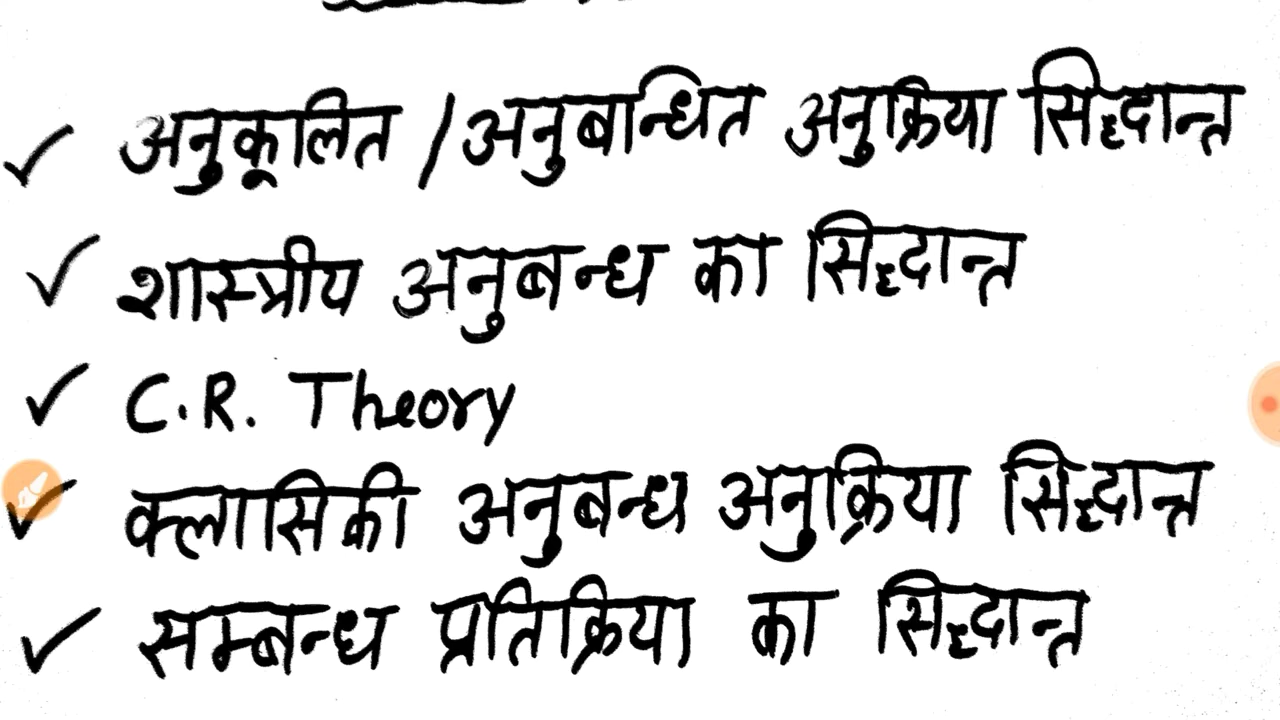 अनुकूलित / अनुबान्धित अनुक्रिया सिद्धान्त
शास्त्रीय अनुबन्ध का सिद्धान्त
C.R. Theory
क्लासिकी अनुबन्ध अनुक्रिया सिद्धान्त
सम्बन्ध प्रतिक्रिया का सिद्धान्त